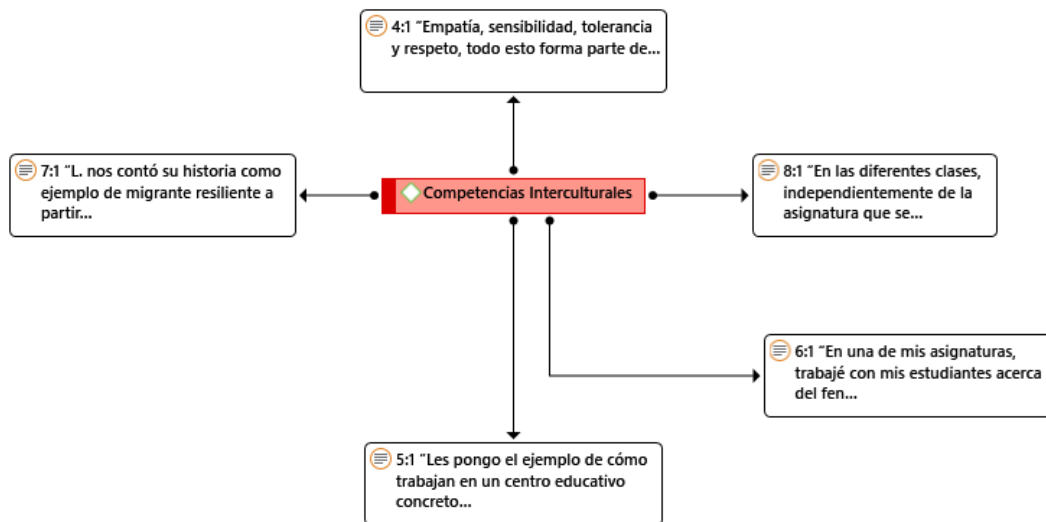 4:1 “Empatía, sensibilidad, tolerancia
y respeto, todo esto forma parte de...
7:1 “L. nos contó su historia como
ejemplo de migrante resiliente a
partir...
Competencias Interculturales
8:1 “En las diferentes clases,
independientemente de la
asignatura que se...
6:1 “En una de mis asignaturas,
trabajé con mis estudiantes acerca
del fen...
5:1 “Les pongo el ejemplo de cómo
trabajan en un centro educativo
concreto...